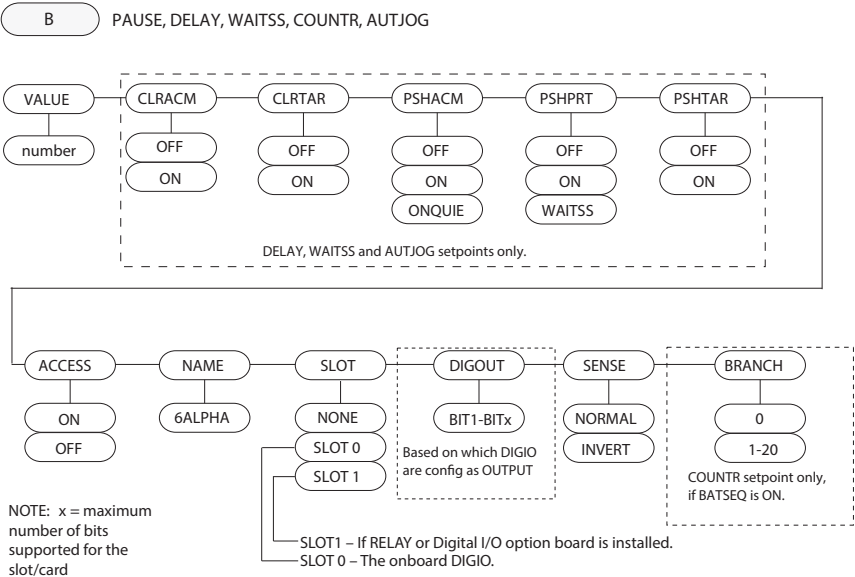 B PAUSE, DELAY, WAITSS, COUNTR, AUTJOG
VALUE CLRACM CLRTAR PSHACM PSHPRT PSHTAR
number OFF OFF OFF OFF OFF
ON ON ON ON ON
ONQUIE WAITSS
DELAY, WAITSS and AUTJOG setpoints only.
ACCESS NAME SLOT DIGOUT SENSE BRANCH
ON 6ALPHA NONE BIT1-BITx NORMAL 0
OFF SLOT 0 INVERT 1-20
SLOT 1
Based on which DIGIO
are config as OUTPUT
COUNTR setpoint only,
if BATSEQ is ON.
NOTE: x = maximum
number of bits
supported for the
slot/card
SLOT1 – If RELAY or Digital I/O option board is installed.
SLOT 0 – The onboard DIGIO.